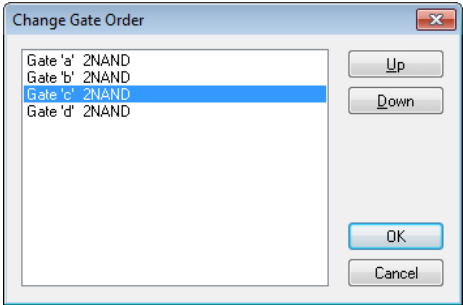 Change Gate Order
Gate 'a' 2NAND
Gate 'b' 2NAND
Gate 'c' 2NAND
Gate 'd' 2NAND
Up
Down
OK
Cancel